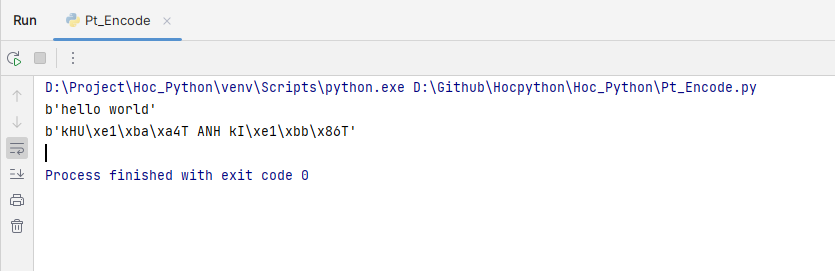 Run Pt_Encode
D:\Project\Hoc_Python\venv\Scripts\python.exe D:\Github\Hocpython\Hoc_Python\Pt_Encode.py
b'hello world'
b'kHU\xe1\xba\xa4T ANH kI\xe1\xbb\x86T'
Process finished with exit code 0